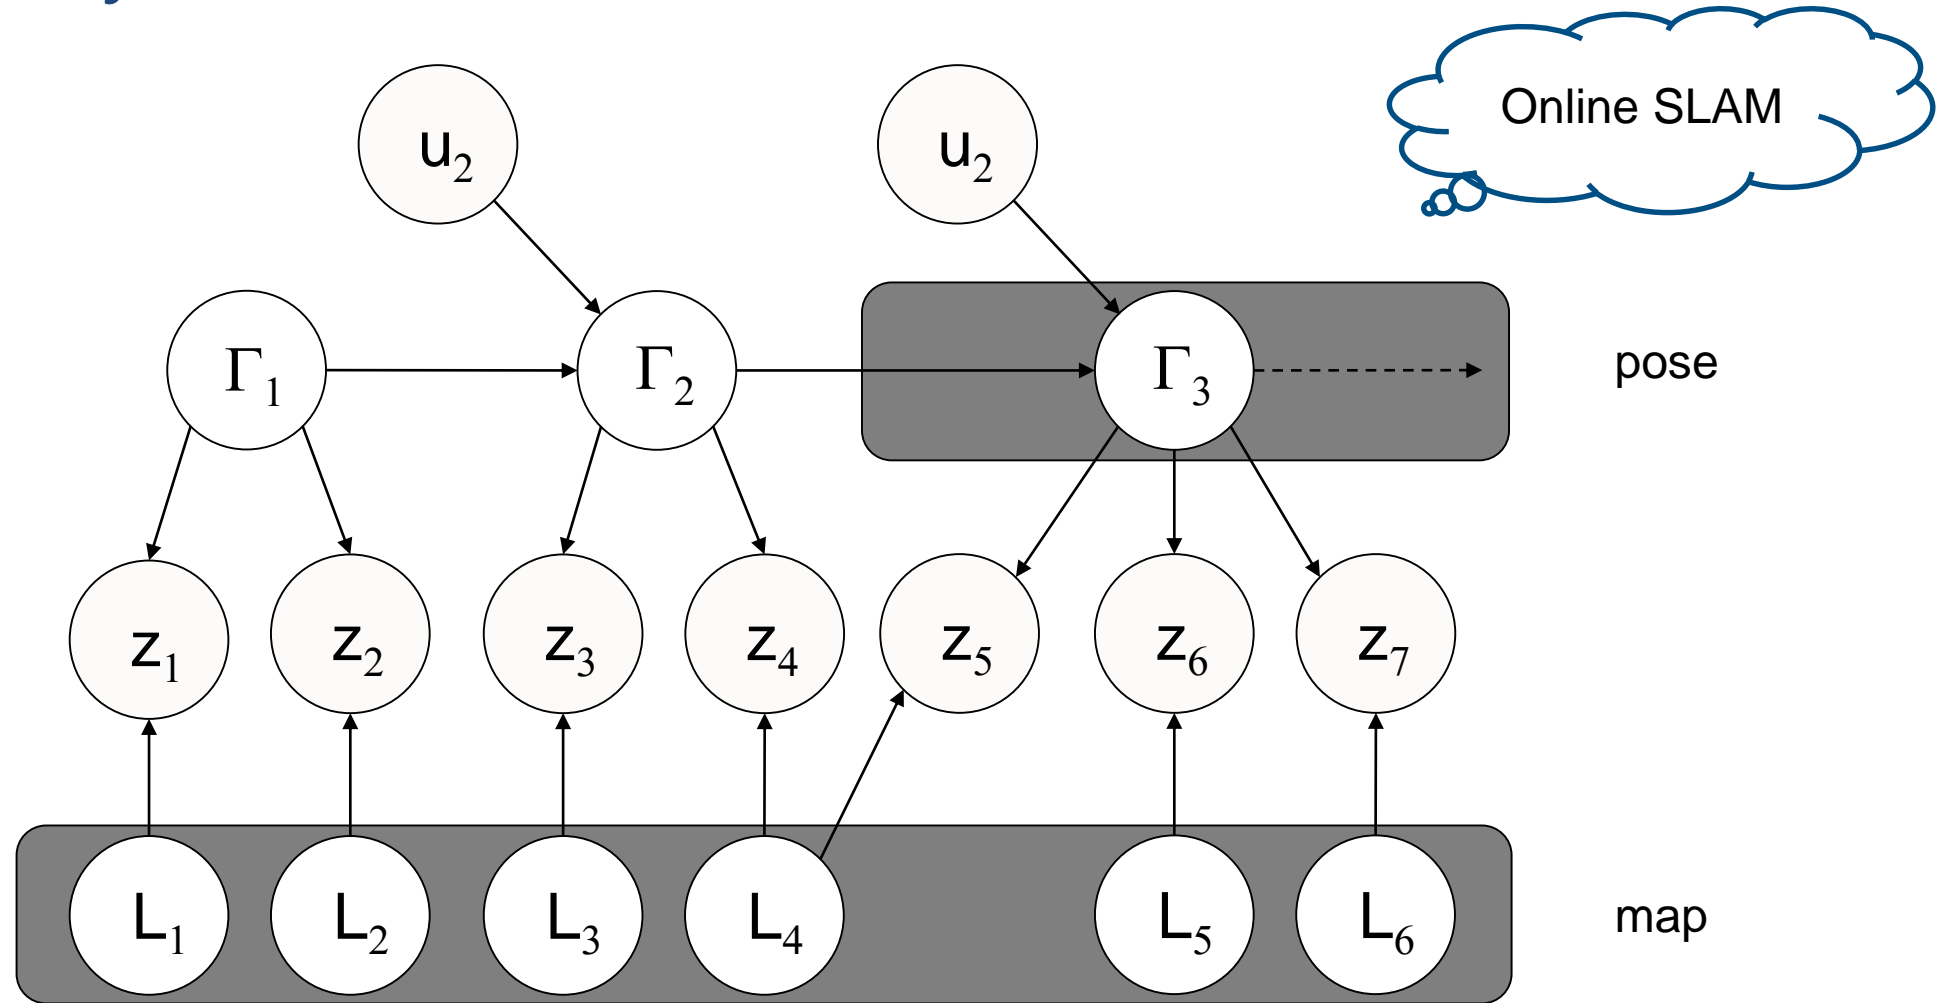 Online SLAM
u2 u2
Γ1 Γ2 Γ3 pose
z1 z2 z3 z4 z5 z6 z7
L1 L2 L3 L4 L5 L6 map